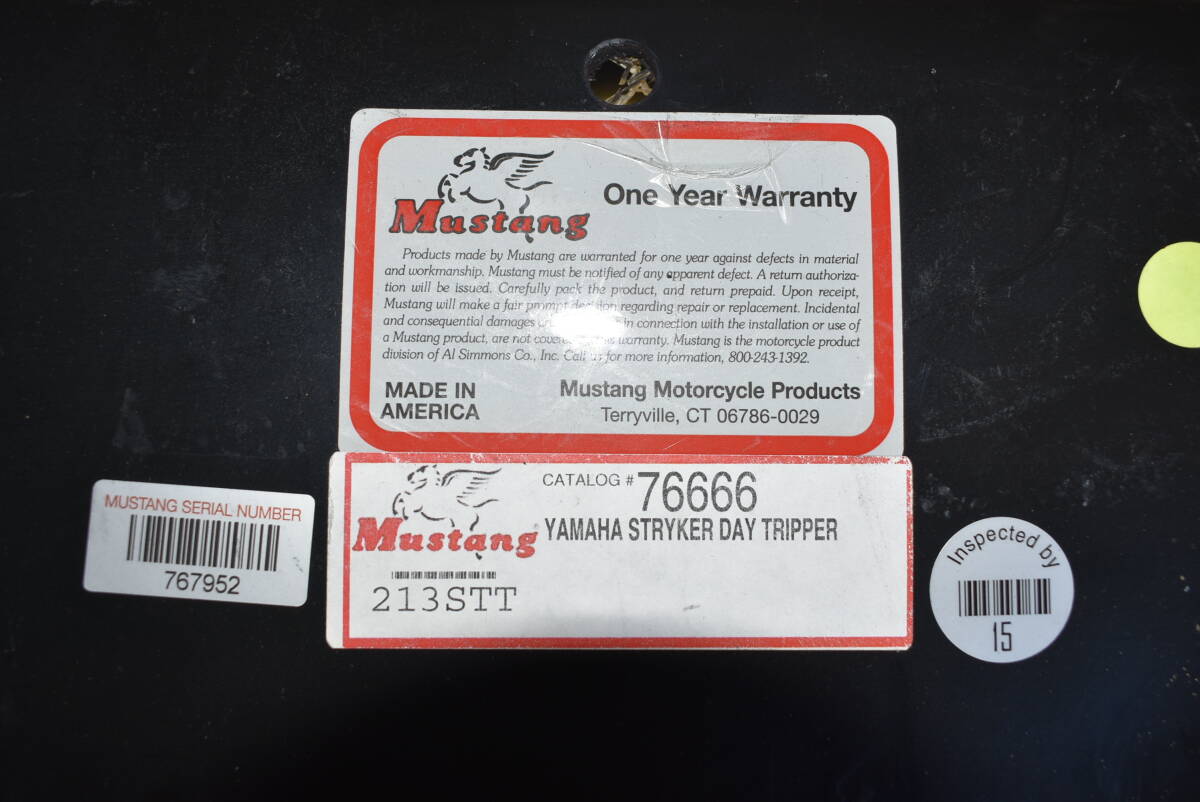 Mustang
One Year Warranty
Products made by Mustang are warranted for one year against defects in material
and workmanship. Mustang must be notified of any apparent defect. A return authoriza-
tion will be issued. Carefully pack the product, and return prepaid. Upon receipt,
Mustang will make a fair prompt decision regarding repair or replacement. Incidental
and consequential damages in connection with the installation or use of
a Mustang product, are not covered warranty. Mustang is the motorcycle product
division of Al Simmons Co., Inc. Call us for more information, 800-243-1392.
MADE IN
AMERICA
Mustang Motorcycle Products
Terryville, CT 06786-0029
MUSTANG SERIAL NUMBER
767952
Mustang
CATALOG # 76666
YAMAHA STRYKER DAY TRIPPER
213STT
Inspected by
15